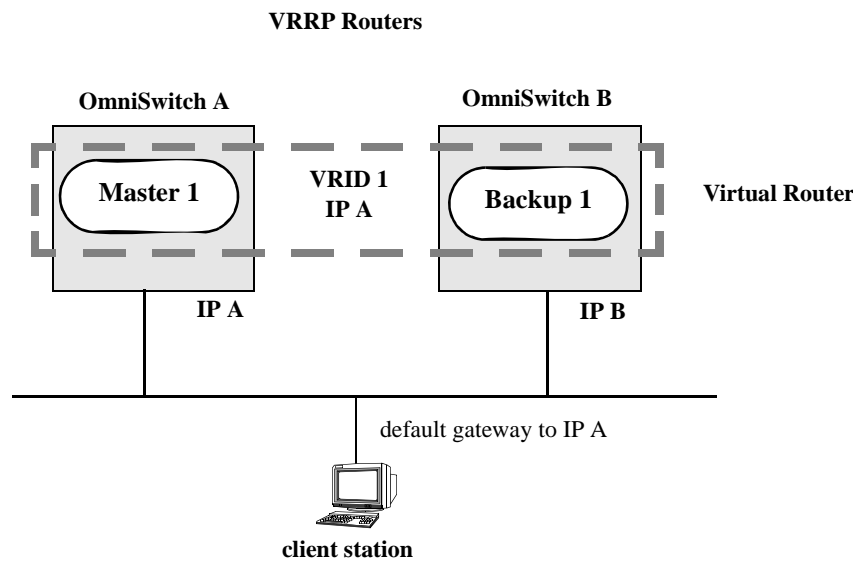 VRRP Routers
OmniSwitch A
OmniSwitch B
Master 1
VRID 1
IP A
Backup 1
Virtual Router
IP A
IP B
default gateway to IP A
client station